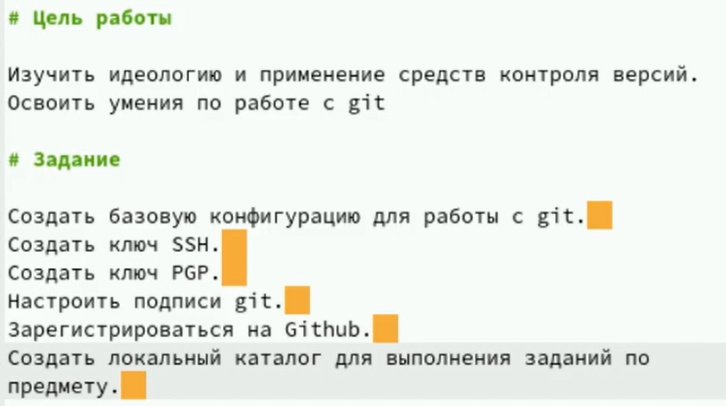 # Цель работы
Изучить идеологию и применение средств контроля версий.
Освоить умения по работе с git
# Задание
Создать базовую конфигурацию для работы с git.
Создать ключ SSH.
Создать ключ PGP.
Настроить подписи git.
Зарегистрироваться на Github.
Создать локальный каталог для выполнения заданий по
предмету.